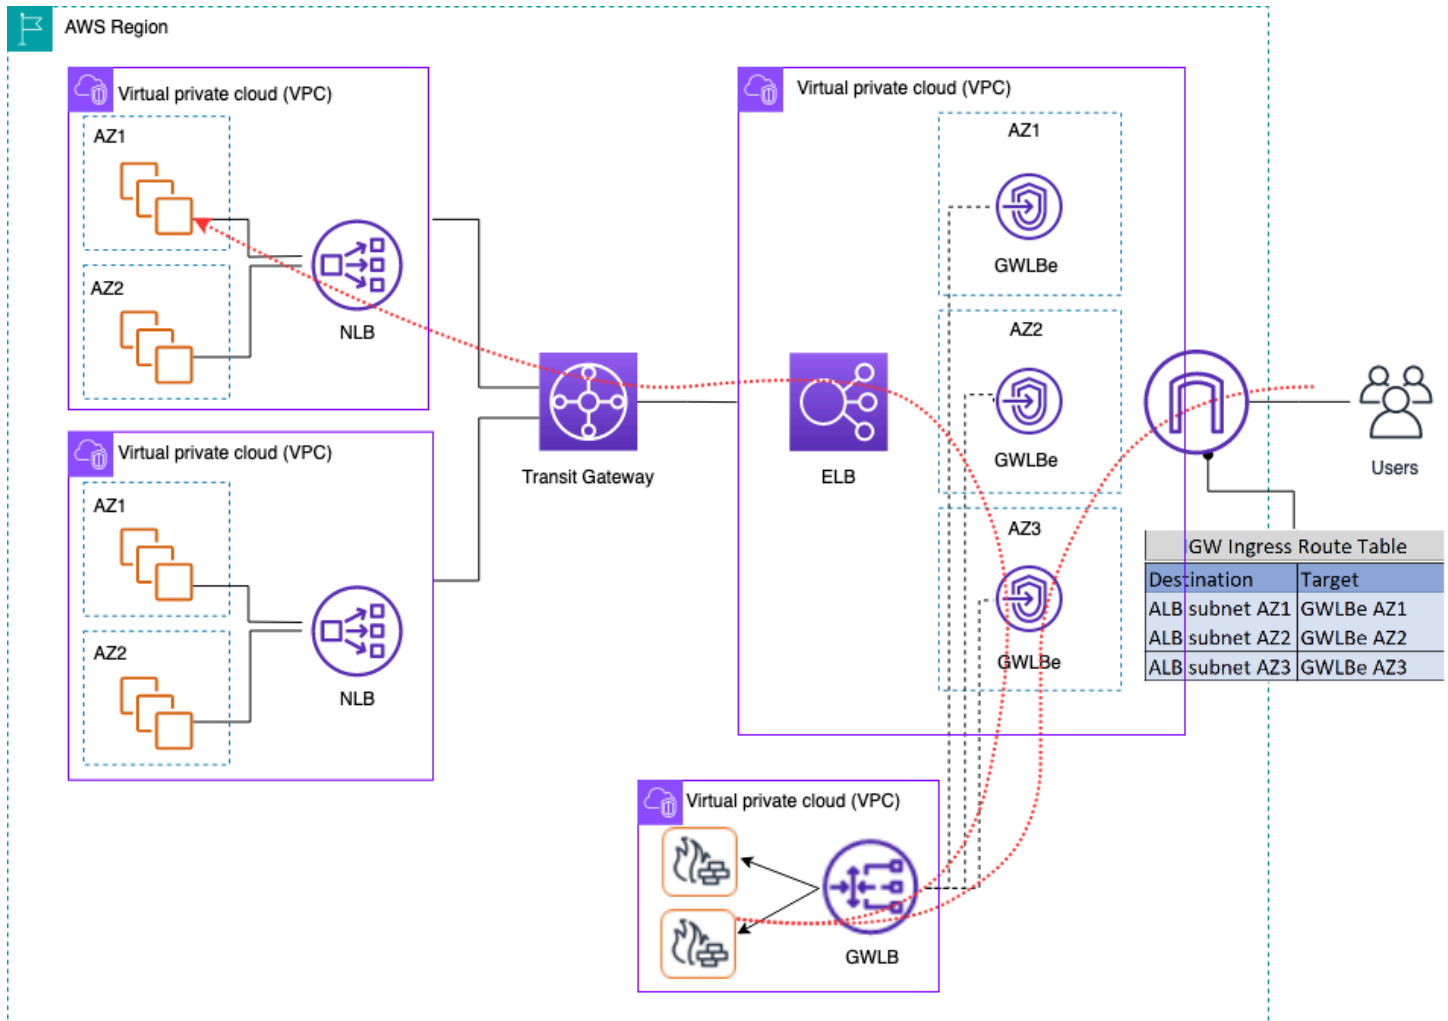 AWS Region
Virtual private cloud (VPC)
AZ1
AZ2
NLB
Virtual private cloud (VPC)
AZ1
AZ2
NLB
Transit Gateway
Virtual private cloud (VPC)
AZ1
GWLBe
AZ2
GWLBe
AZ3
GWLBe
ELB
Users
IGW Ingress Route Table
Destination Target
ALB subnet AZ1 GWLBe AZ1
ALB subnet AZ2 GWLBe AZ2
ALB subnet AZ3 GWLBe AZ3
Virtual private cloud (VPC)
GWLB